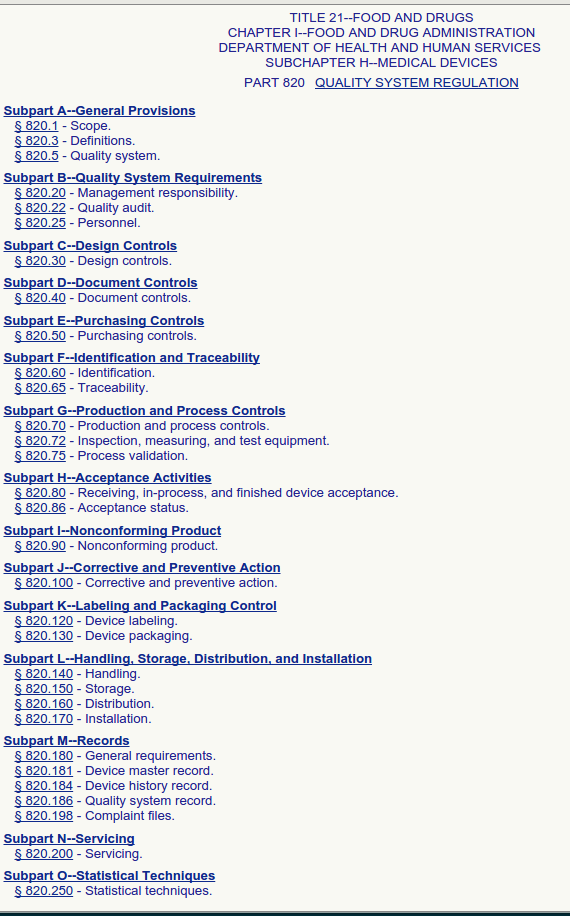 TITLE 21--FOOD AND DRUGS
CHAPTER I--FOOD AND DRUG ADMINISTRATION
DEPARTMENT OF HEALTH AND HUMAN SERVICES
SUBCHAPTER H--MEDICAL DEVICES
PART 820 QUALITY SYSTEM REGULATION
Subpart A--General Provisions
§ 820.1 - Scope.
§ 820.3 - Definitions.
§ 820.5 - Quality system.
Subpart B--Quality System Requirements
§ 820.20 - Management responsibility.
§ 820.22 - Quality audit.
§ 820.25 - Personnel.
Subpart C--Design Controls
§ 820.30 - Design controls.
Subpart D--Document Controls
§ 820.40 - Document controls.
Subpart E--Purchasing Controls
§ 820.50 - Purchasing controls.
Subpart F--Identification and Traceability
§ 820.60 - Identification.
§ 820.65 - Traceability.
Subpart G--Production and Process Controls
§ 820.70 - Production and process controls.
§ 820.72 - Inspection, measuring, and test equipment.
§ 820.75 - Process validation.
Subpart H--Acceptance Activities
§ 820.80 - Receiving, in-process, and finished device acceptance.
§ 820.86 - Acceptance status.
Subpart I--Nonconforming Product
§ 820.90 - Nonconforming product.
Subpart J--Corrective and Preventive Action
§ 820.100 - Corrective and preventive action.
Subpart K--Labeling and Packaging Control
§ 820.120 - Device labeling.
§ 820.130 - Device packaging.
Subpart L--Handling, Storage, Distribution, and Installation
§ 820.140 - Handling.
§ 820.150 - Storage.
§ 820.160 - Distribution.
§ 820.170 - Installation.
Subpart M--Records
§ 820.180 - General requirements.
§ 820.181 - Device master record.
§ 820.184 - Device history record.
§ 820.186 - Quality system record.
§ 820.198 - Complaint files.
Subpart N--Servicing
§ 820.200 - Servicing.
Subpart O--Statistical Techniques
§ 820.250 - Statistical techniques.